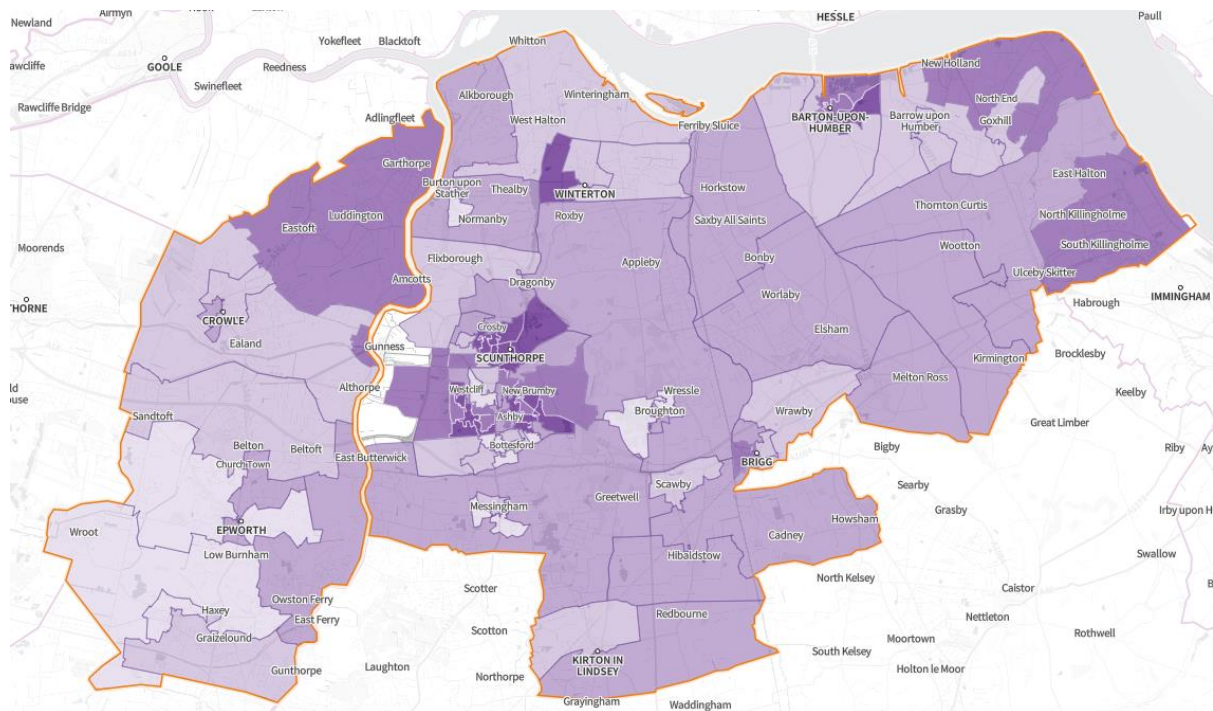 Airmyn
Newland
HESSLE
Paull
Whitton
Yokefleet
Blacktoft
GOOLE
Reedness
Swinefleet
New Holland
Rawcliffe Bridge
Alkborough
Winteringham
North End
West Halton
Adlingfleet
Ferriby Sluice
BARTON-UPON-
HUMBER
Barrow upon
Humber
Goxhill
Garthorpe
East Halton
Burton upon
Stather
Thealby
WINTERTON
Horkstow
Thornton Curtis
Luddington
Normanby
Roxby
Saxby All Saints
North Killingholme
Eastoft
Moorends
Wootton
South Killingholme
Flixborough
Appleby
Bonby
Amcotts
Dragonby
Ulceby Skitter
THORNE
Worlaby
IMMINGHAM
Habrough
CROWLE
Crosby
Elsham
Ealand
Gunness
SCUNTHORPE
Kirmington
Brocklesby
Althorpe
Westcliff
New Brumby
Wressle
Melton Ross
Keelby
Sandtoft
Ashby
Broughton
Wrawby
Great Limber
Belton
Beltoft
Bottesford
Bigby
Riby
East Butterwick
Church Town
BRIGG
Searby
Scawby
Greetwell
Messingham
Howsham
Grasby
Irby upon H
Wroot
EPWORTH
Cadney
Low Burnham
Hibaldstow
Swallow
North Kelsey
Scotter
Caistor
Owston Ferry
Haxey
East Ferry
Redbourne
Nettleton
Graizelound
Scotton
Moortown
Rothwell
South Kelsey
Gunthorpe
Laughton
KIRTON IN
LINDSEY
Holton le Moor
Northorpe
Grayingham
Waddingham